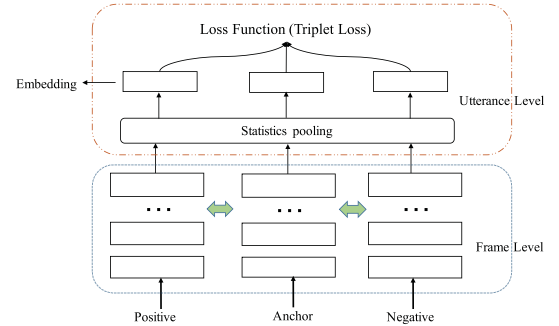 Loss Function (Triplet Loss)
Embedding
Utterance Level
Statistics pooling
...
...
...
Frame Level
Positive
Anchor
Negative